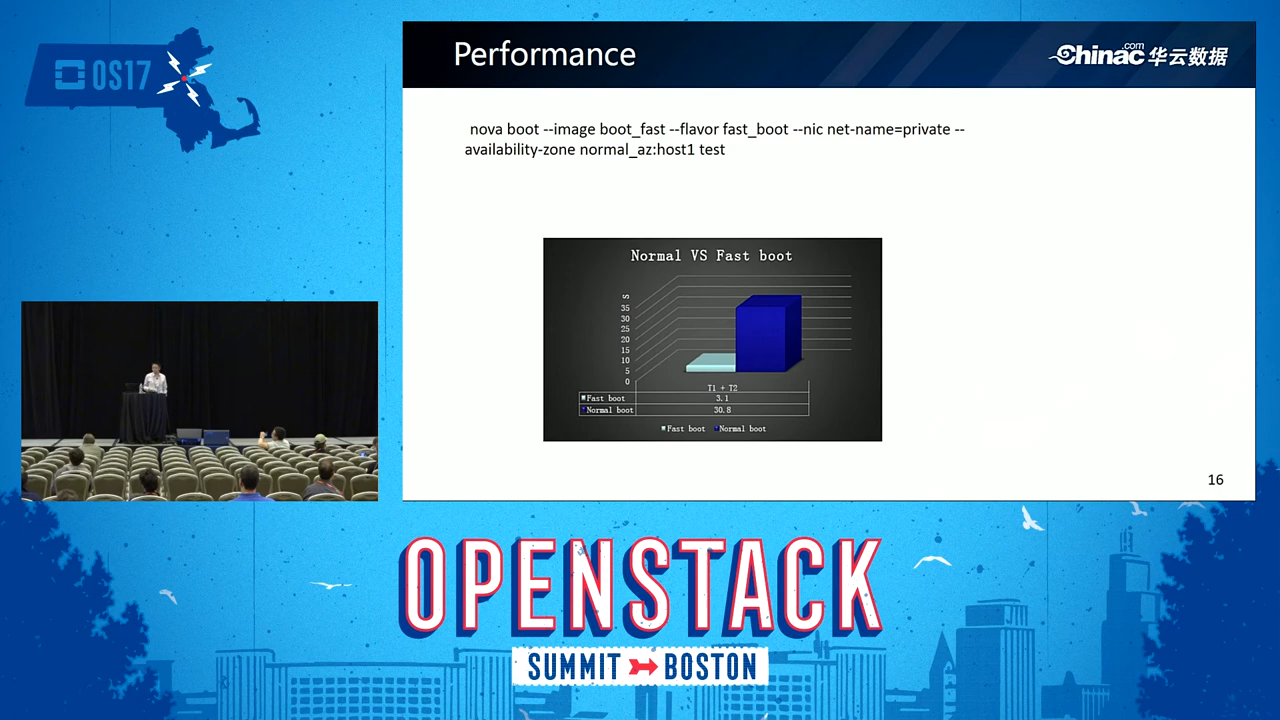 OS17
Performance
Chinac.com 华云数据
nova boot --image boot_fast --flavor fast_boot --nic net-name=private --
availability-zone normal_az:host1 test
Normal VS Fast boot
S
35
30
25
20
15
10
5
0
T1 + T2
Fast boot 3.1
Normal boot 30.8
Fast boot Normal boot
16
OPENSTACK
SUMMIT BOSTON